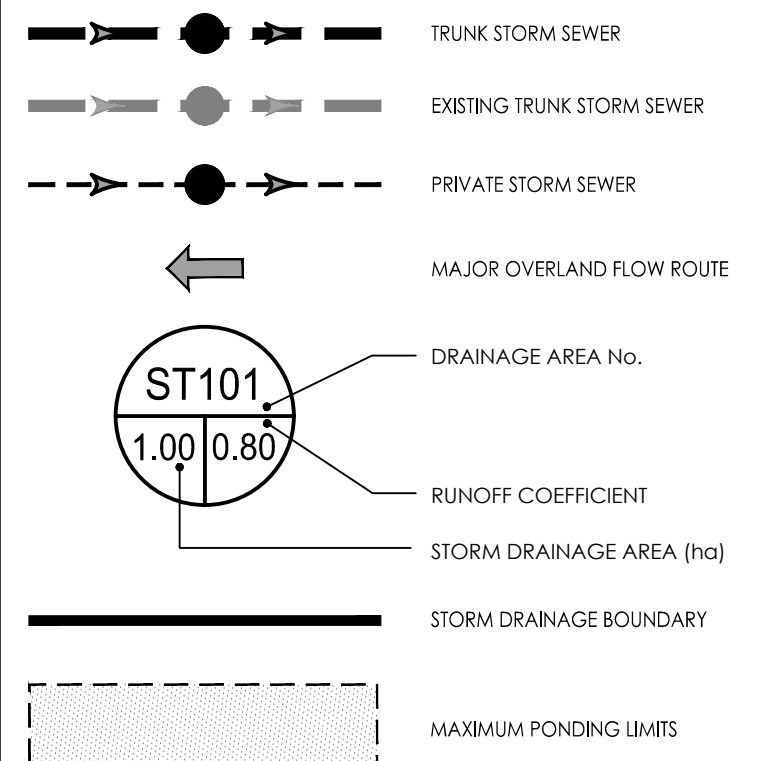 TRUNK STORM SEWER
EXISTING TRUNK STORM SEWER
PRIVATE STORM SEWER
MAJOR OVERLAND FLOW ROUTE
DRAINAGE AREA No.
ST101
1.00 0.80
RUNOFF COEFFICIENT
STORM DRAINAGE AREA (ha)
STORM DRAINAGE BOUNDARY
MAXIMUM PONDING LIMITS